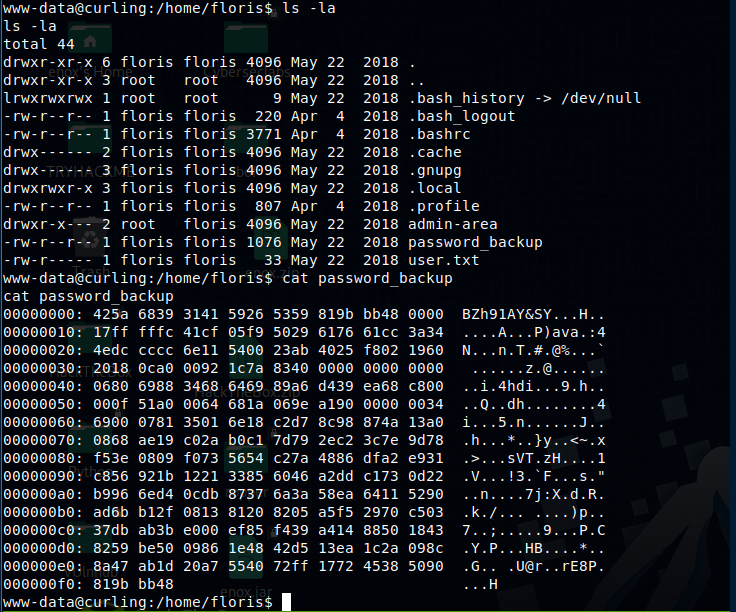 www-data@curling:/home/floris$ ls -la
ls -la
total 44
drwxr-xr-x 6 floris floris 4096 May 22  2018 .
drwxr-xr-x 3 root   root   4096 May 22  2018 ..
lrwxrwxrwx 1 root   root      9 May 22  2018 .bash_history -> /dev/null
-rw-r--r-- 1 floris floris  220 Apr  4  2018 .bash_logout
-rw-r--r-- 1 floris floris 3771 Apr  4  2018 .bashrc
drwx------ 2 floris floris 4096 May 22  2018 .cache
drwx------ 3 floris floris 4096 May 22  2018 .gnupg
drwxrwxr-x 3 floris floris 4096 May 22  2018 .local
-rw-r--r-- 1 floris floris  807 Apr  4  2018 .profile
drwxr-x--- 2 root   floris 4096 May 22  2018 admin-area
-rw-r--r-- 1 floris floris 1076 May 22  2018 password_backup
-rw-r----- 1 floris floris   33 May 22  2018 user.txt
www-data@curling:/home/floris$ cat password_backup
cat password_backup
00000000: 425a 6839 3141 5926 5359 819b bb48 0000  BZh91AY&SY...H..
00000010: 17ff fffc 41cf 05f9 5029 6176 61cc 3a34  ....A...P)ava.:4
00000020: 4edc cccc 6e11 5400 23ab 4025 f802 1960  N...n.T.#.@%...`
00000030: 2018 0ca0 0092 1c7a 8340 0000 0000 0000   ......z.@......
00000040: 0680 6988 3468 6469 89a6 d439 ea68 c800  ..i.4hdi...9.h..
00000050: 000f 51a0 0064 681a 069e a190 0000 0034  ..Q..dh........4
00000060: 6900 0781 3501 6e18 c2d7 8c98 874a 13a0  i...5.n......J..
00000070: 0868 ae19 c02a b0c1 7d79 2ec2 3c7e 9d78  .h...*..}y..<~.x
00000080: f53e 0809 f073 5654 c27a 4886 dfa2 e931  .>...sVT.zH....1
00000090: c856 921b 1221 3385 6046 a2dd c173 0d22  .V...!3.`F...s."
000000a0: b996 6ed4 0cdb 8737 6a3a 58ea 6411 5290  ..n....7j:X.d.R.
000000b0: ad6b b12f 0813 8120 8205 a5f5 2970 c503  .k./... ....)p..
000000c0: 37db ab3b e000 ef85 f439 a414 8850 1843  7..;.....9...P.C
000000d0: 8259 be50 0986 1e48 42d5 13ea 1c2a 098c  .Y.P...HB....*..
000000e0: 8a47 ab1d 20a7 5540 72ff 1772 4538 5090  .G.. .U@r..rE8P.
000000f0: 819b bb48                                ...H
www-data@curling:/home/floris$